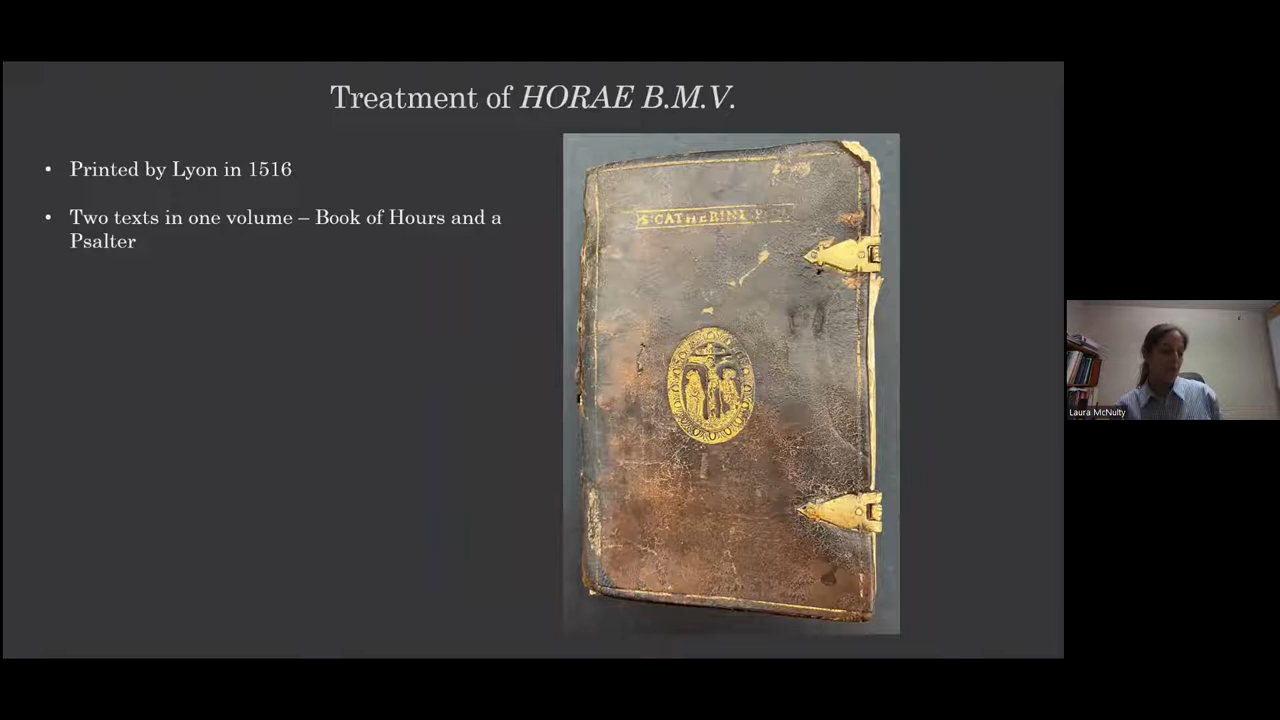 Treatment of HORAE B.M.V.
• Printed by Lyon in 1516
• Two texts in one volume – Book of Hours and a
Psalter
S·CATHERINE
Laura McNulty